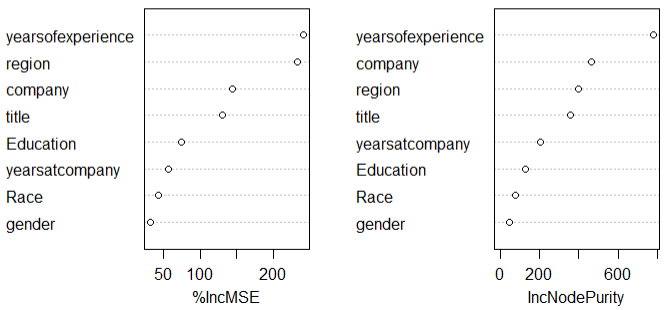 yearsofexperience
region
company
title
Education
yearsatcompany
Race
gender
50 100 200
%IncMSE
yearsofexperience
company
region
title
yearsatcompany
Education
Race
gender
0 200 600
IncNodePurity